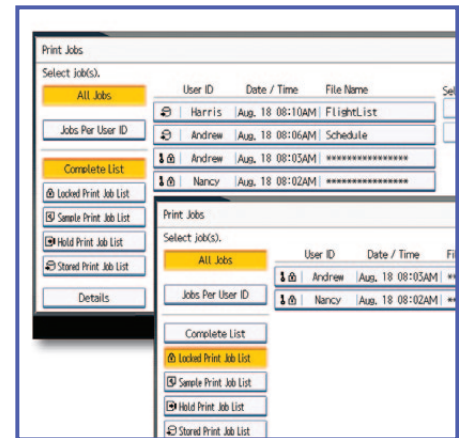 Print Jobs
Select job(s).
All Jobs
Jobs Per User ID
Complete List
Locked Print Job List
Sample Print Job List
Hold Print Job List
Stored Print Job List
Details
User ID Date / Time File Name
Harris Aug. 18 08:10AM FlightList
Andrew Aug. 18 08:06AM Schedule
Andrew Aug. 18 08:03AM ****************
Nancy Aug. 18 08:02AM ****************
Sel
Print Jobs
Select job(s).
All Jobs
Jobs Per User ID
Complete List
Locked Print Job List
Sample Print Job List
Hold Print Job List
Stored Print Job List
User ID Date / Time Fi
Andrew Aug. 18 08:03AM **
Nancy Aug. 18 08:02AM **